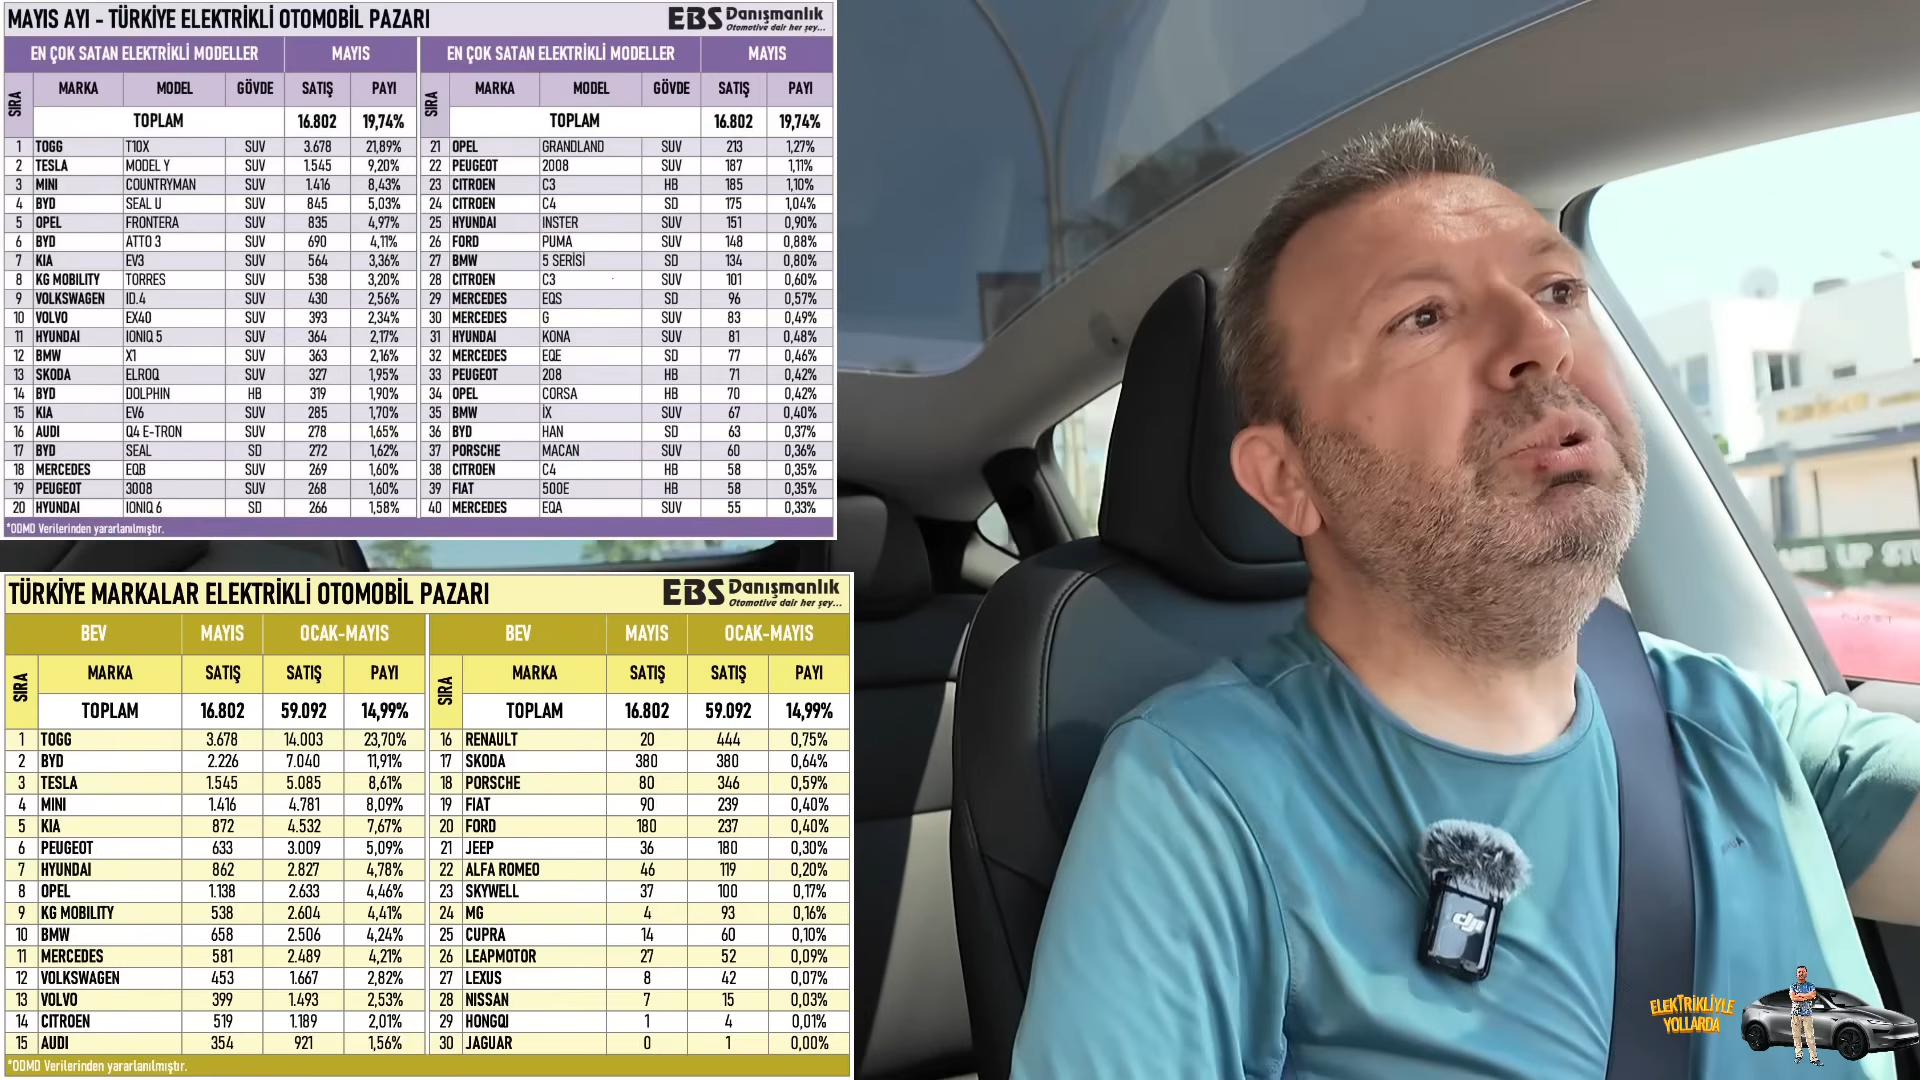 MAYIS AYI - TÜRKİYE ELEKTRİKLİ OTOMOBİL PAZARI
EBS Danışmanlık
Otomotive dair her şey...
EN ÇOK SATAN ELEKTRİKLİ MODELLER MAYIS EN ÇOK SATAN ELEKTRİKLİ MODELLER MAYIS
SIRA MARKA MODEL GÖVDE SATIŞ PAYI SIRA MARKA MODEL GÖVDE SATIŞ PAYI
TOPLAM 16.802 19,74% TOPLAM 16.802 19,74%
1 TOGG T10X SUV 3.678 21,89% 21 OPEL GRANDLAND SUV 213 1,27%
2 TESLA MODEL Y SUV 1.545 9,20% 22 PEUGEOT 2008 SUV 187 1,11%
3 MINI COUNTRYMAN SUV 1.416 8,43% 23 CITROEN C3 HB 185 1,10%
4 BYD SEAL U SUV 845 5,03% 24 CITROEN C4 SD 175 1,04%
5 OPEL FRONTERA SUV 835 4,97% 25 HYUNDAI INSTER SUV 151 0,90%
6 BYD ATTO 3 SUV 690 4,11% 26 FORD PUMA SUV 148 0,88%
7 KIA EV3 SUV 564 3,36% 27 BMW 5 SERİSİ SD 134 0,80%
8 KG MOBILITY TORRES SUV 538 3,20% 28 CITROEN C3 SUV 101 0,60%
9 VOLKSWAGEN ID.4 SUV 430 2,56% 29 MERCEDES EQS SD 96 0,57%
10 VOLVO EX40 SUV 393 2,34% 30 MERCEDES G SUV 83 0,49%
11 HYUNDAI IONIQ 5 SUV 364 2,17% 31 HYUNDAI KONA SUV 81 0,48%
12 BMW X1 SUV 363 2,16% 32 MERCEDES EQE SD 77 0,46%
13 SKODA ELROQ SUV 327 1,95% 33 PEUGEOT 208 HB 71 0,42%
14 BYD DOLPHIN HB 319 1,90% 34 OPEL CORSA HB 70 0,42%
15 KIA EV6 SUV 285 1,70% 35 BMW İX SUV 67 0,40%
16 AUDI Q4 E-TRON SUV 278 1,65% 36 BYD HAN SD 63 0,37%
17 BYD SEAL SD 272 1,62% 37 PORSCHE MACAN SUV 60 0,36%
18 MERCEDES EQB SUV 269 1,60% 38 CITROEN C4 HB 58 0,35%
19 PEUGEOT 3008 SUV 268 1,60% 39 FIAT 500E HB 58 0,35%
20 HYUNDAI IONIQ 6 SD 266 1,58% 40 MERCEDES EQA SUV 55 0,33%
*ODMD Verilerinden yararlanılmıştır.
TÜRKİYE MARKALAR ELEKTRİKLİ OTOMOBİL PAZARI
EBS Danışmanlık
Otomotive dair her şey...
BEV MAYIS OCAK-MAYIS BEV MAYIS OCAK-MAYIS
SIRA MARKA SATIŞ SATIŞ PAYI SIRA MARKA SATIŞ SATIŞ PAYI
TOPLAM 16.802 59.092 14,99% TOPLAM 16.802 59.092 14,99%
1 TOGG 3.678 14.003 23,70% 16 RENAULT 20 444 0,75%
2 BYD 2.226 7.040 11,91% 17 SKODA 380 380 0,64%
3 TESLA 1.545 5.085 8,61% 18 PORSCHE 80 346 0,59%
4 MINI 1.416 4.781 8,09% 19 FIAT 90 239 0,40%
5 KIA 872 4.532 7,67% 20 FORD 180 237 0,40%
6 PEUGEOT 633 3.009 5,09% 21 JEEP 36 180 0,30%
7 HYUNDAI 862 2.827 4,78% 22 ALFA ROMEO 46 119 0,20%
8 OPEL 1.138 2.633 4,46% 23 SKYWELL 37 100 0,17%
9 KG MOBILITY 538 2.604 4,41% 24 MG 4 93 0,16%
10 BMW 658 2.506 4,24% 25 CUPRA 14 60 0,10%
11 MERCEDES 581 2.489 4,21% 26 LEAPMOTOR 27 52 0,09%
12 VOLKSWAGEN 453 1.667 2,82% 27 LEXUS 8 42 0,07%
13 VOLVO 399 1.493 2,53% 28 NISSAN 7 15 0,03%
14 CITROEN 519 1.189 2,01% 29 HONGQI 1 4 0,01%
15 AUDI 354 921 1,56% 30 JAGUAR 0 1 0,00%
*ODMD Verilerinden yararlanılmıştır.
UP
dji
ELEKTRİKLİYLE
YOLLARDA